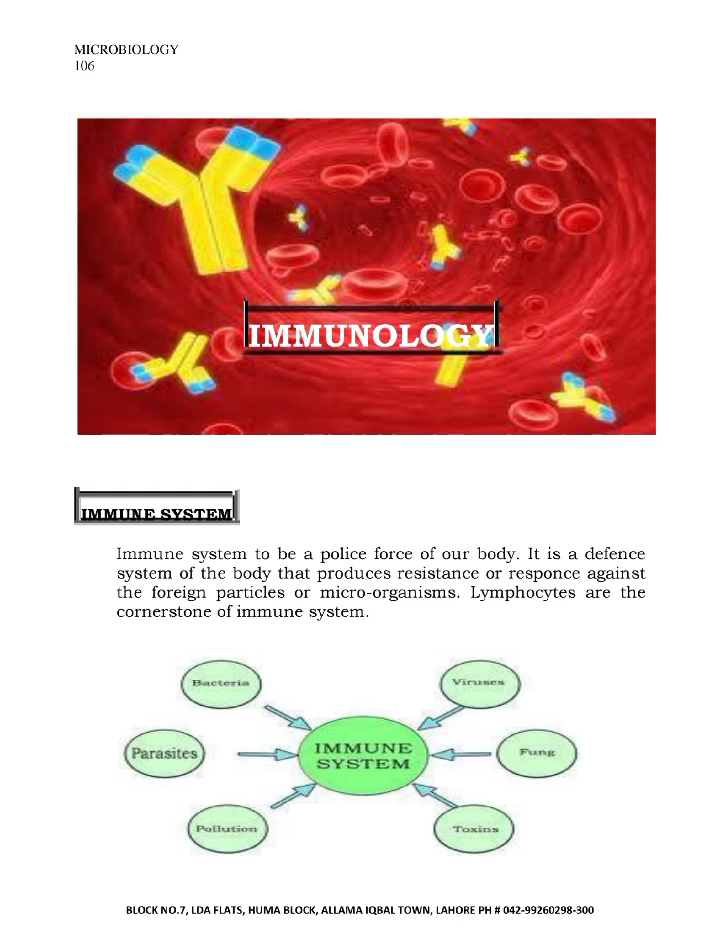 MICROBIOLOGY
106
IMMUNOLOGY
IMMUNE SYSTEM
Immune system to be a police force of our body. It is a defence
system of the body that produces resistance or responce against
the foreign particles or micro-organisms. Lymphocytes are the
cornerstone of immune system.
Bacteria
Viruses
Parasites
IMMUNE
SYSTEM
Fung
Pollution
Toxins
BLOCK NO.7, LDA FLATS, HUMA BLOCK, ALLAMA IQBAL TOWN, LAHORE PH # 042-99260298-300